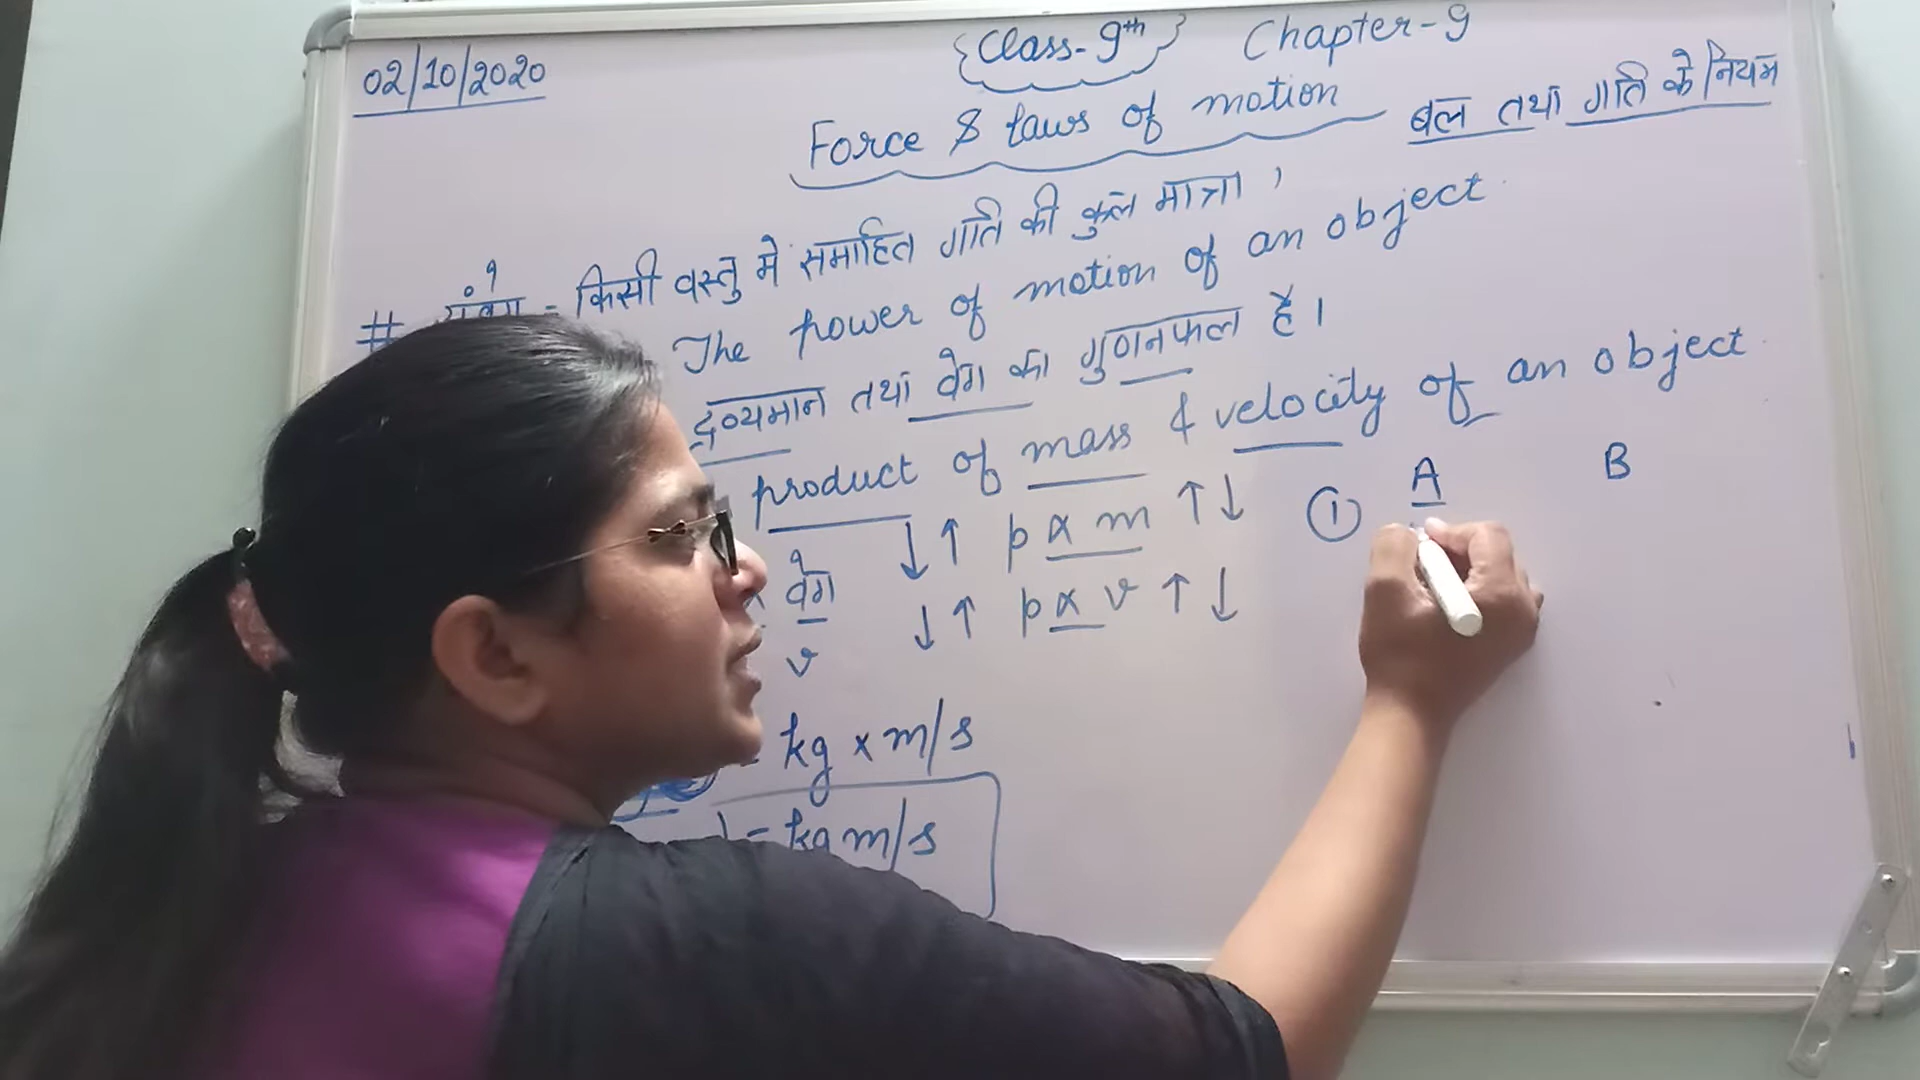 02/10/2020
Class-9th Chapter-9
Force & laws of motion बल तथा गति के नियम
# संवेग = किसी वस्तु में समाहित गति की कुल मात्रा,
The power of motion of an object
द्रव्यमान तथा वेग का गुणनफल है।
product of mass & velocity of an object
↓↑ p ∝ m ↑↓ ① A B
वेग ↓↑ p ∝ v ↑↓
v
= kg × m/s
= kg m/s